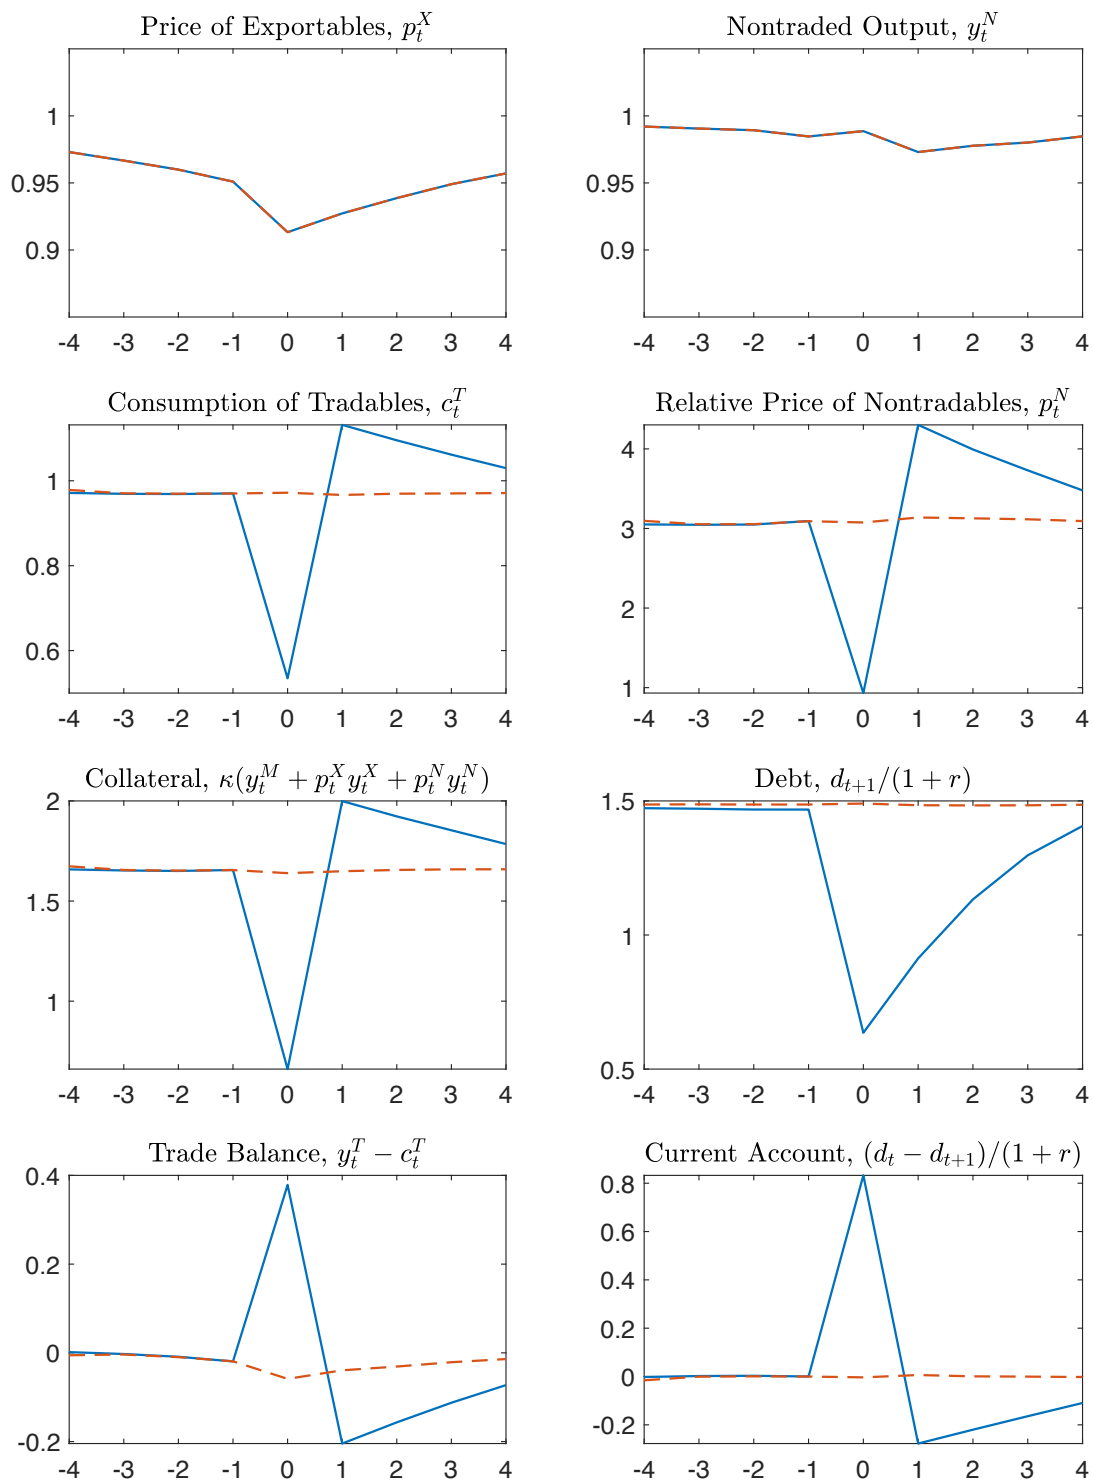 Price of Exportables, $p_t^X$
1
0.95
0.9
-4 -3 -2 -1 0 1 2 3 4
Nontraded Output, $y_t^N$
1
0.95
0.9
-4 -3 -2 -1 0 1 2 3 4
Consumption of Tradables, $c_t^T$
1
0.8
0.6
-4 -3 -2 -1 0 1 2 3 4
Relative Price of Nontradables, $p_t^N$
4
3
2
1
-4 -3 -2 -1 0 1 2 3 4
Collateral, $\kappa(y_t^M + p_t^X y_t^X + p_t^N y_t^N)$
2
1.5
1
-4 -3 -2 -1 0 1 2 3 4
Debt, $d_{t+1}/(1+r)$
1.5
1
0.5
-4 -3 -2 -1 0 1 2 3 4
Trade Balance, $y_t^T - c_t^T$
0.4
0.2
0
-0.2
-4 -3 -2 -1 0 1 2 3 4
Current Account, $(d_t - d_{t+1})/(1+r)$
0.8
0.6
0.4
0.2
0
-0.2
-4 -3 -2 -1 0 1 2 3 4